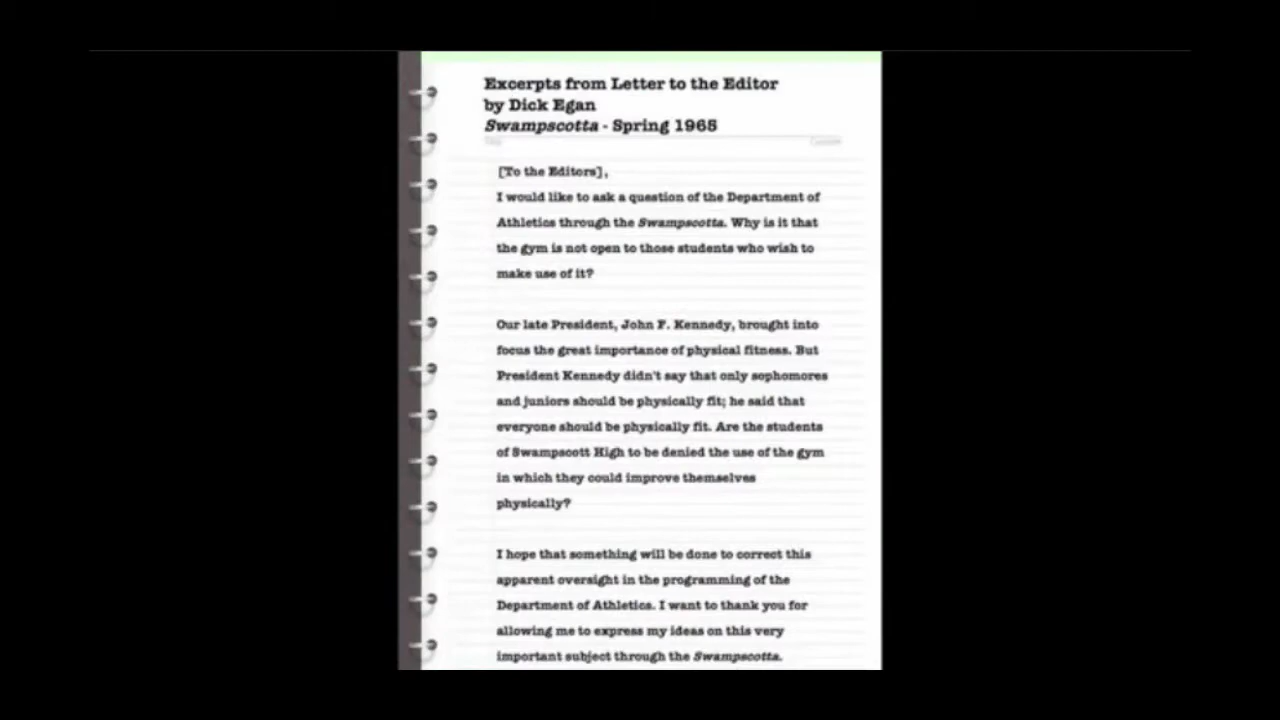 Excerpts from Letter to the Editor
by Dick Egan
Swampscotta - Spring 1965
[To the Editors],
I would like to ask a question of the Department of
Athletics through the Swampscotta. Why is it that
the gym is not open to those students who wish to
make use of it?
Our late President, John F. Kennedy, brought into
focus the great importance of physical fitness. But
President Kennedy didn't say that only sophomores
and juniors should be physically fit; he said that
everyone should be physically fit. Are the students
of Swampscott High to be denied the use of the gym
in which they could improve themselves
physically?
I hope that something will be done to correct this
apparent oversight in the programming of the
Department of Athletics. I want to thank you for
allowing me to express my ideas on this very
important subject through the Swampscotta.